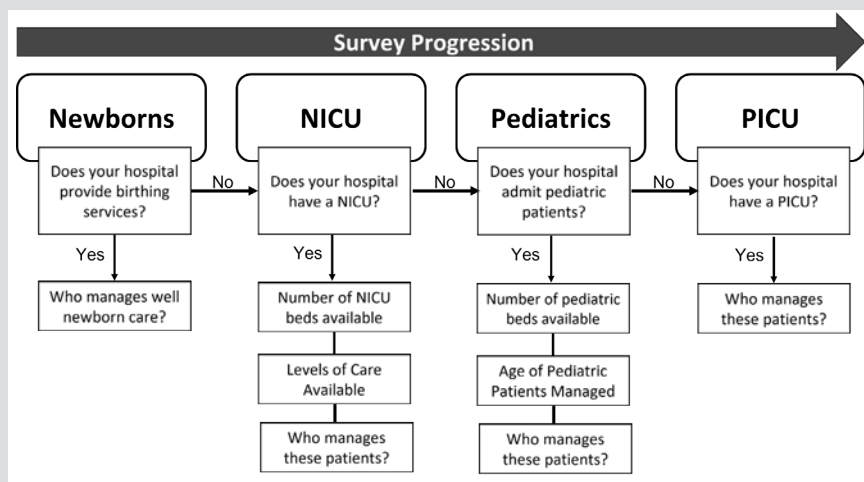 Survey Progression
Newborns
Does your hospital
provide birthing
services?
No
Yes
Who manages well
newborn care?
NICU
Does your hospital
have a NICU?
No
Yes
Number of NICU
beds available
Levels of Care
Available
Who manages
these patients?
Pediatrics
Does your hospital
admit pediatric
patients?
No
Yes
Number of pediatric
beds available
Age of Pediatric
Patients Managed
Who manages
these patients?
PICU
Does your hospital
have a PICU?
Yes
Who manages
these patients?